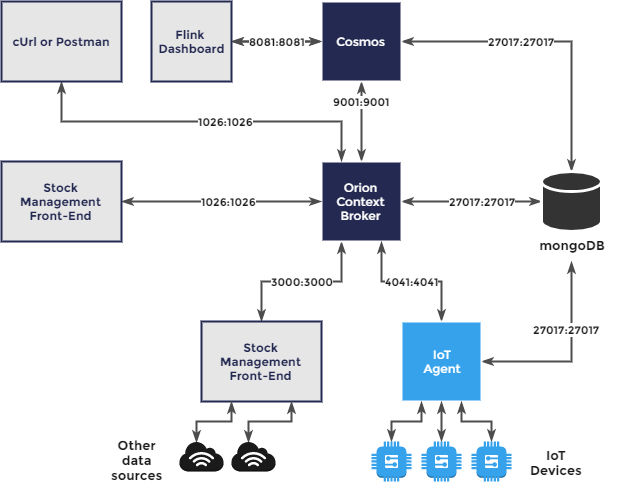 cUrl or Postman
Flink
Dashboard
8081:8081
Cosmos
27017:27017
9001:9001
1026:1026
Stock
Management
Front-End
1026:1026
Orion
Context
Broker
27017:27017
mongoDB
3000:3000
4041:4041
27017:27017
Stock
Management
Front-End
IoT
Agent
Other
data
sources
IoT
Devices